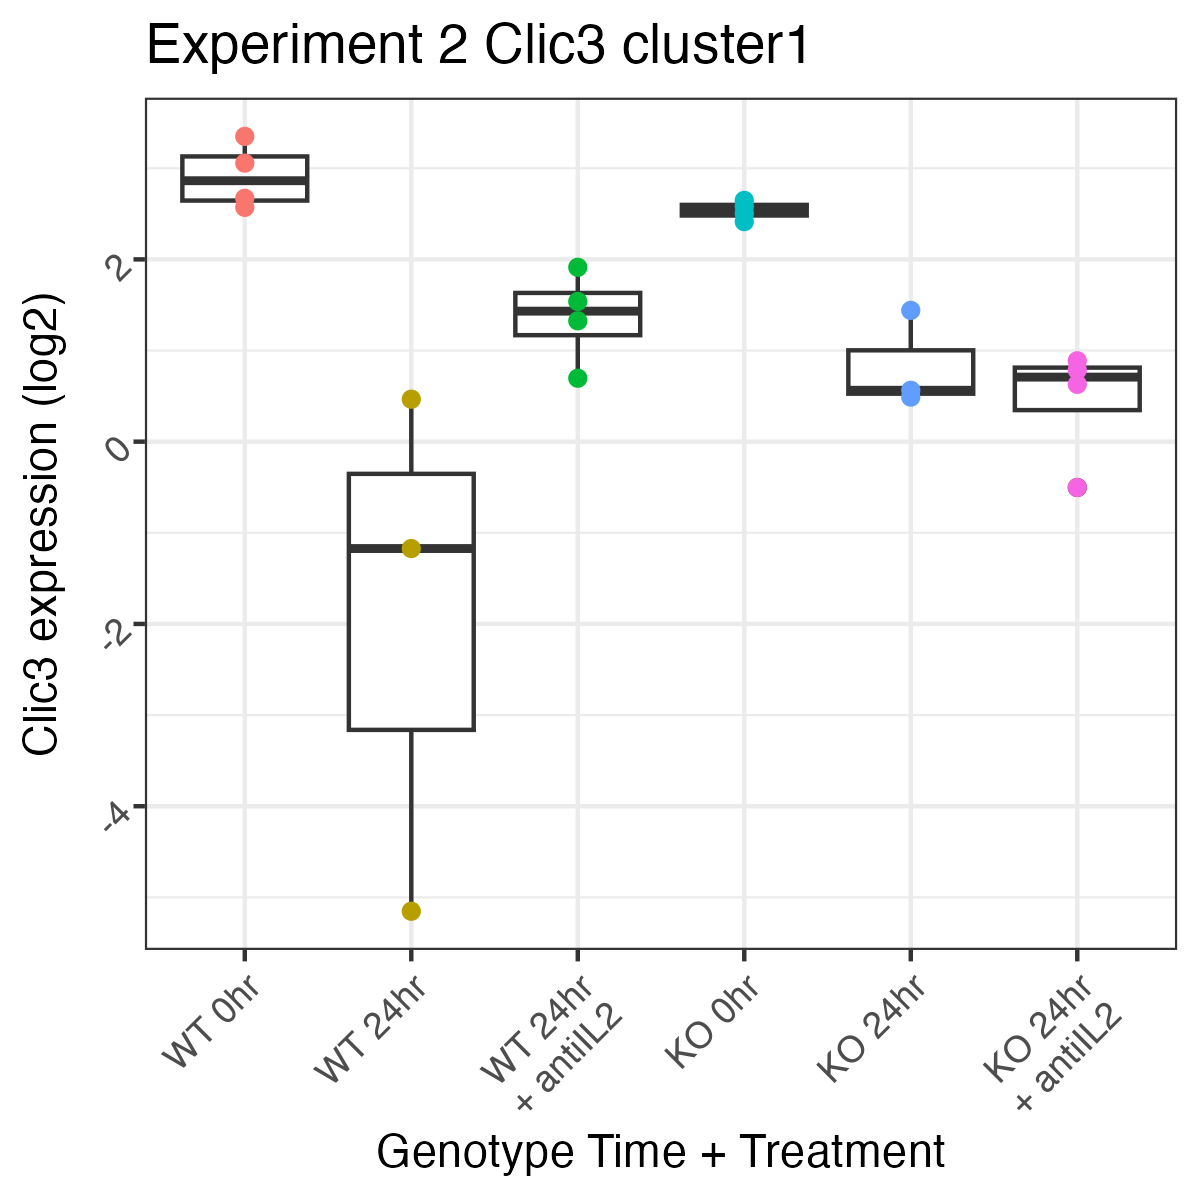 Experiment 2 Clic3 cluster1
Clic3 expression (log2)
2
0
-2
-4
WT 0hr
WT 24hr
WT 24hr
+ antiIL2
KO 0hr
KO 24hr
KO 24hr
+ antiIL2
Genotype Time + Treatment